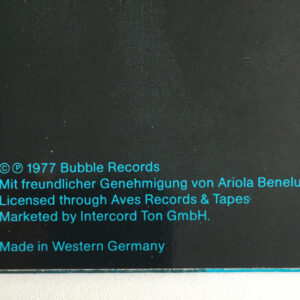 ©℗ 1977 Bubble Records
Mit freundlicher Genehmigung von Ariola Benelu
Licensed through Aves Records & Tapes
Marketed by Intercord Ton GmbH.
Made in Western Germany